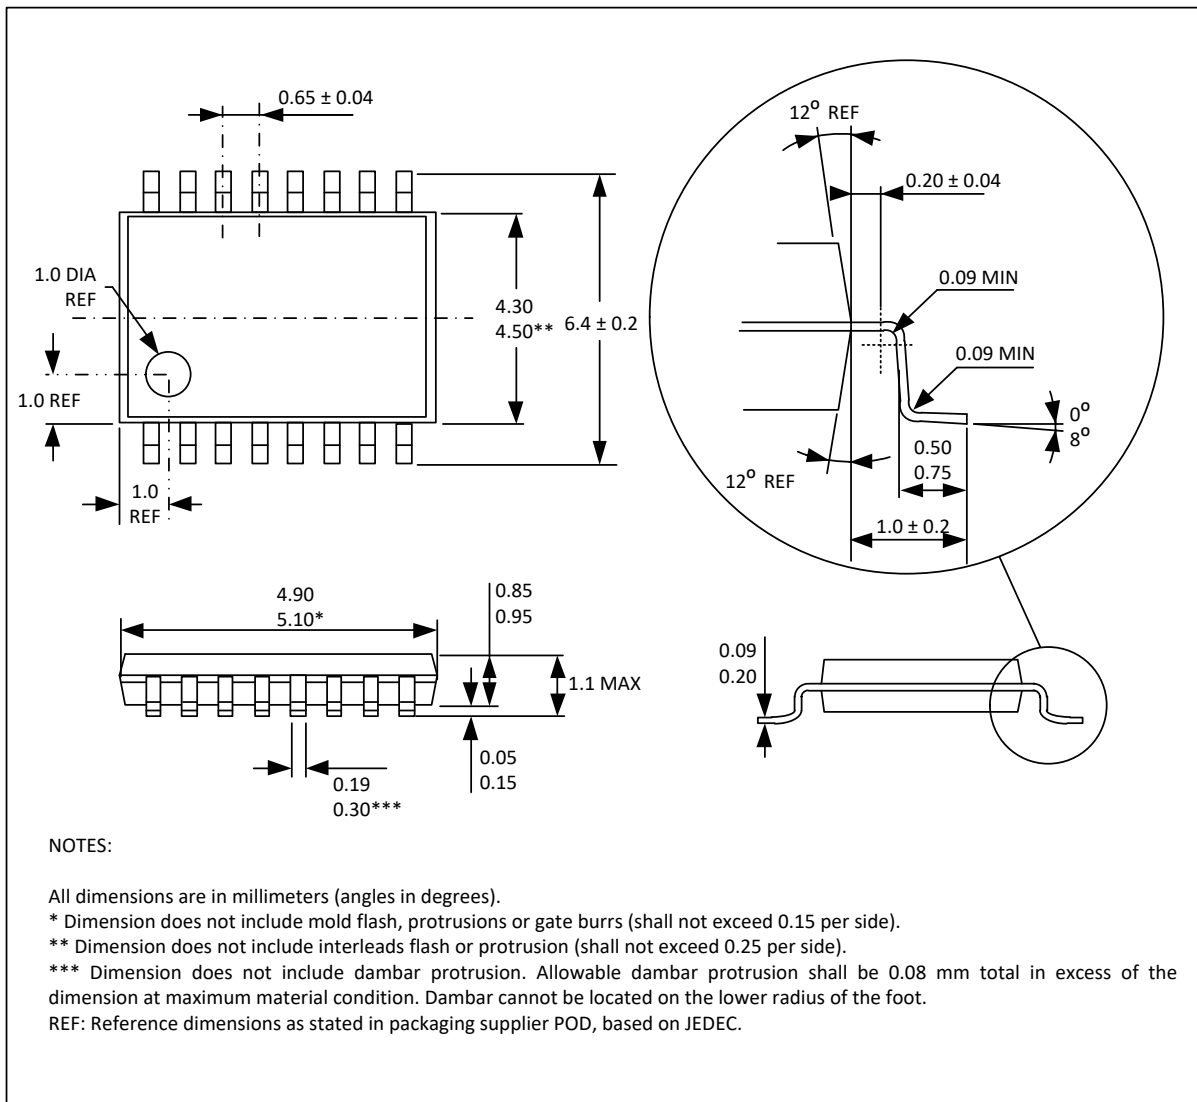 0.65 ± 0.04
12° REF
0.20 ± 0.04
1.0 DIA
REF
0.09 MIN
4.30
4.50**
6.4 ± 0.2
0.09 MIN
1.0 REF
0°
8°
0.50
0.75
12° REF
1.0
REF
1.0 ± 0.2
4.90
5.10*
0.85
0.95
0.09
0.20
1.1 MAX
0.05
0.15
0.19
0.30***
NOTES:
All dimensions are in millimeters (angles in degrees).
* Dimension does not include mold flash, protrusions or gate burrs (shall not exceed 0.15 per side).
** Dimension does not include interleads flash or protrusion (shall not exceed 0.25 per side).
*** Dimension does not include dambar protrusion. Allowable dambar protrusion shall be 0.08 mm total in excess of the
dimension at maximum material condition. Dambar cannot be located on the lower radius of the foot.
REF: Reference dimensions as stated in packaging supplier POD, based on JEDEC.